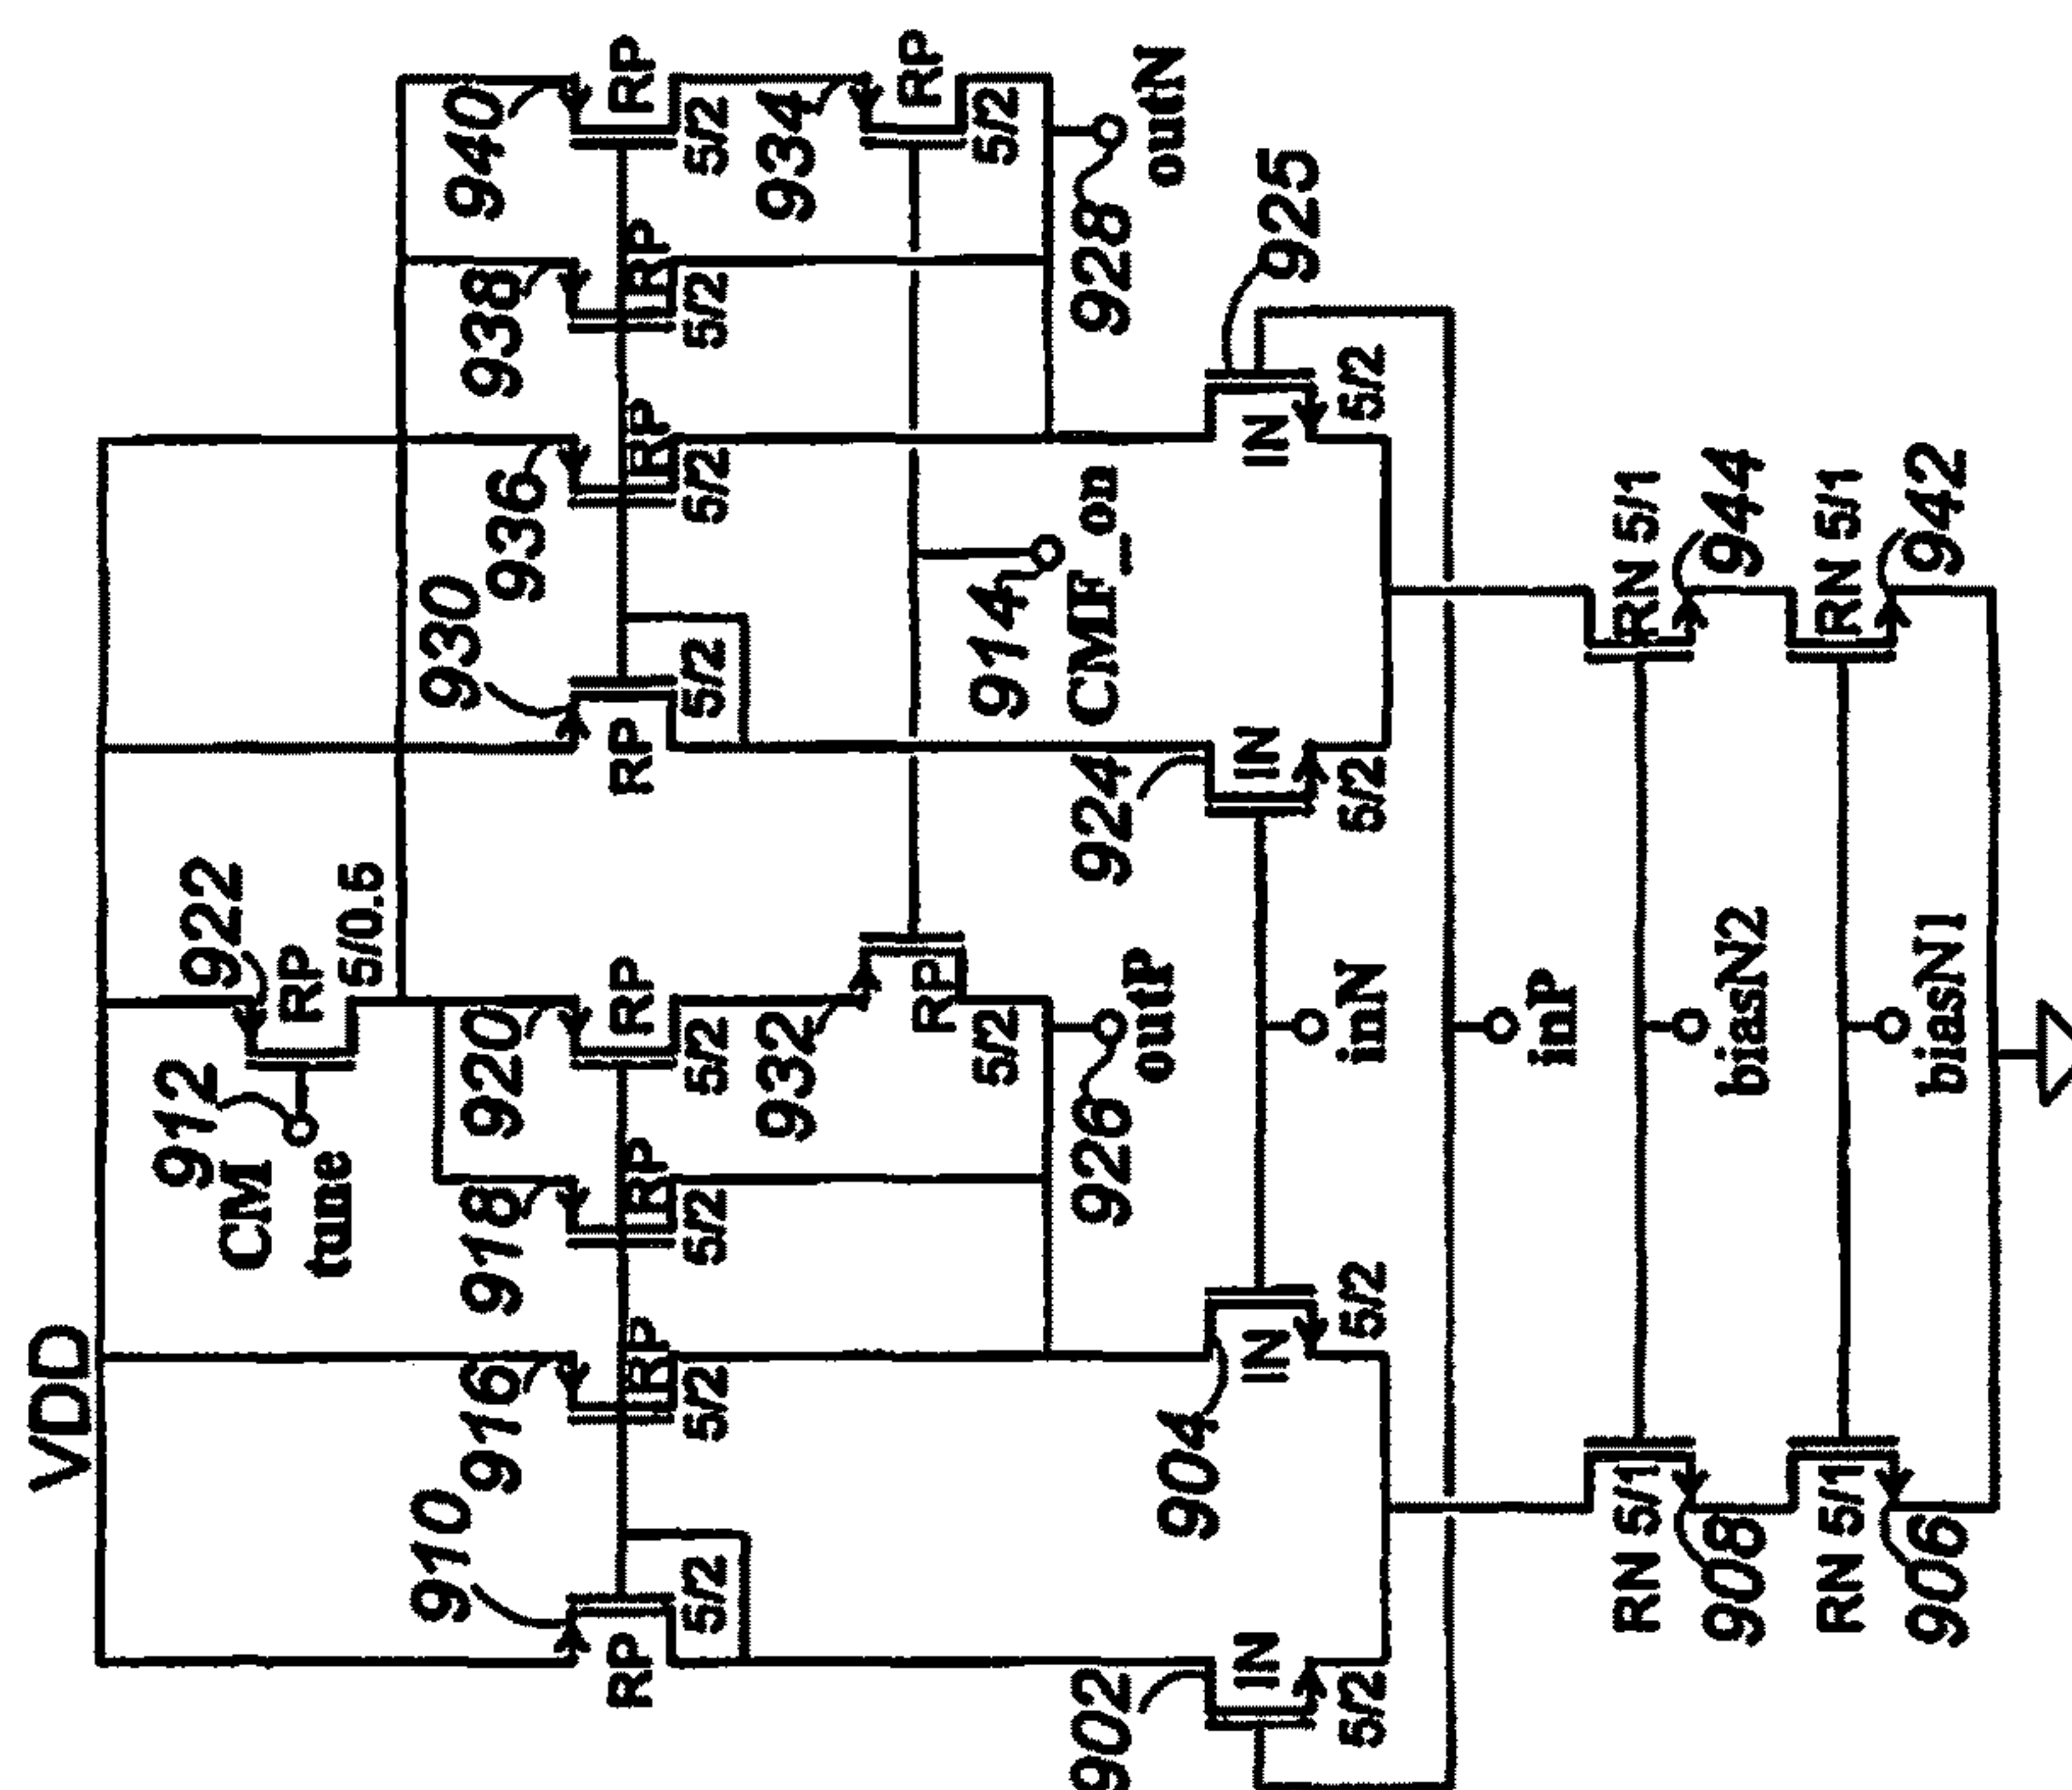 VDD
910
916
918
912
CM
tune
922
RP
5/0.5
920
930
936
938
940
RP
5/2
RP
5/2
RP
5/2
RP
5/2
RP
5/2
RP
5/2
RP
5/2
RP
5/2
932
RP
5/2
934
RP
5/2
914
CMF_on
926
outP
928
outN
902
IN
5/2
904
IN
5/2
924
IN
5/2
925
IN
5/2
inN
inP
RN 5/1
908
biasN2
RN 5/1
944
RN 5/1
906
biasN1
RN 5/1
942